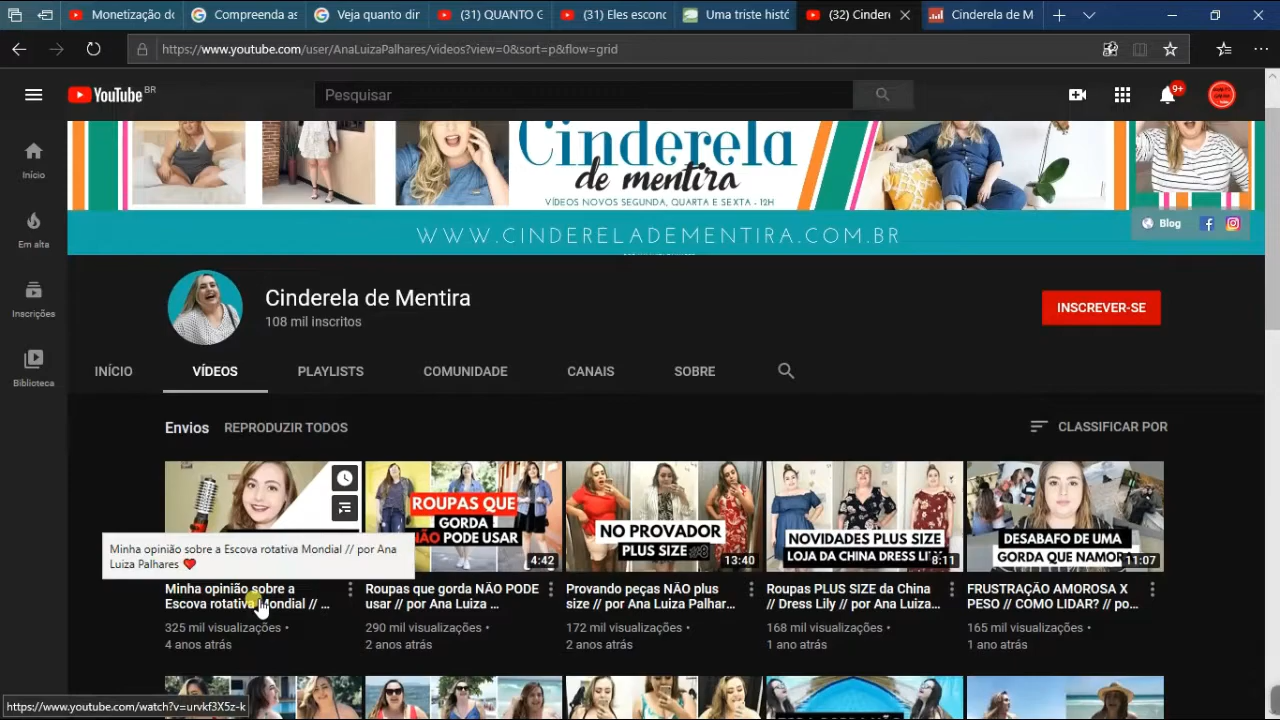 Monetização do
Compreenda as
Veja quanto dir
(31) QUANTO G
(31) Eles escond
Uma triste histó
(32) Cindere
Cinderela de M
https://www.youtube.com/user/AnaLuizaPalhares/videos?view=0&sort=p&flow=grid
YouTube BR
Pesquisar
9+
Início
Em alta
Inscrições
Biblioteca
Cinderela
de mentira
VÍDEOS NOVOS SEGUNDA, QUARTA E SEXTA - 12H
WWW.CINDERELADEMENTIRA.COM.BR
Blog
Cinderela de Mentira
108 mil inscritos
INSCREVER-SE
INÍCIO VÍDEOS PLAYLISTS COMUNIDADE CANAIS SOBRE
Envios REPRODUZIR TODOS
CLASSIFICAR POR
ROUPAS QUE
GORDA
NÃO PODE USAR
4:42
NO PROVADOR
PLUS SIZE #8
13:40
NOVIDADES PLUS SIZE
LOJA DA CHINA DRESS LILY
8:11
DESABAFO DE UMA
GORDA QUE NAMORA
11:07
Minha opinião sobre a Escova rotativa Mondial // por Ana
Luiza Palhares ❤
Minha opinião sobre a
Escova rotativa Mondial // ...
325 mil visualizações •
4 anos atrás
Roupas que gorda NÃO PODE
usar // por Ana Luiza ...
290 mil visualizações •
2 anos atrás
Provando peças NÃO plus
size // por Ana Luiza Palhar...
172 mil visualizações •
2 anos atrás
Roupas PLUS SIZE da China
// Dress Lily // por Ana Luiza...
168 mil visualizações •
1 ano atrás
FRUSTRAÇÃO AMOROSA X
PESO // COMO LIDAR? // po...
165 mil visualizações •
1 ano atrás
https://www.youtube.com/watch?v=urvkf3X5z-k